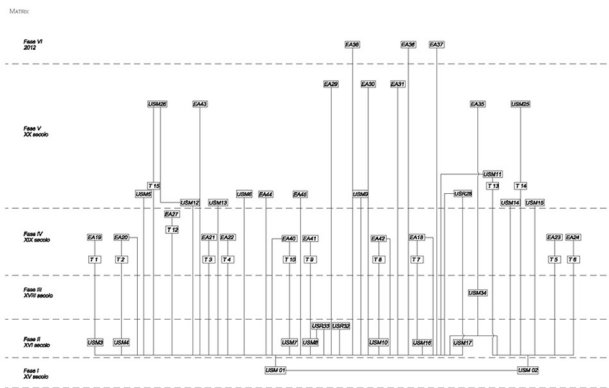 Matrix
Fase VI
2012
EA38 EA36 EA37
EA29 EA30 EA31
USM26 EA43 EA35 USM25
Fase V
XX secolo
USM11
T 15 T 13 T 14
USM5 USM12 USM13 USM6 EA44 EA45 USM9 USR28 USM14 USM18
EA27
T 12
Fase IV
XIX secolo
EA19 EA20 EA21 EA22 EA40 EA41 EA42 EA18 EA23 EA24
T 1 T 2 T 3 T 4 T 10 T 9 T 8 T 7 T 5 T 6
Fase III
XVIII secolo
USM34
USR33 USR32
Fase II
XVI secolo
USM3 USM4 USM7 USM8 USM10 USM16 USM17
Fase I
XV secolo
USM 01 USM 02